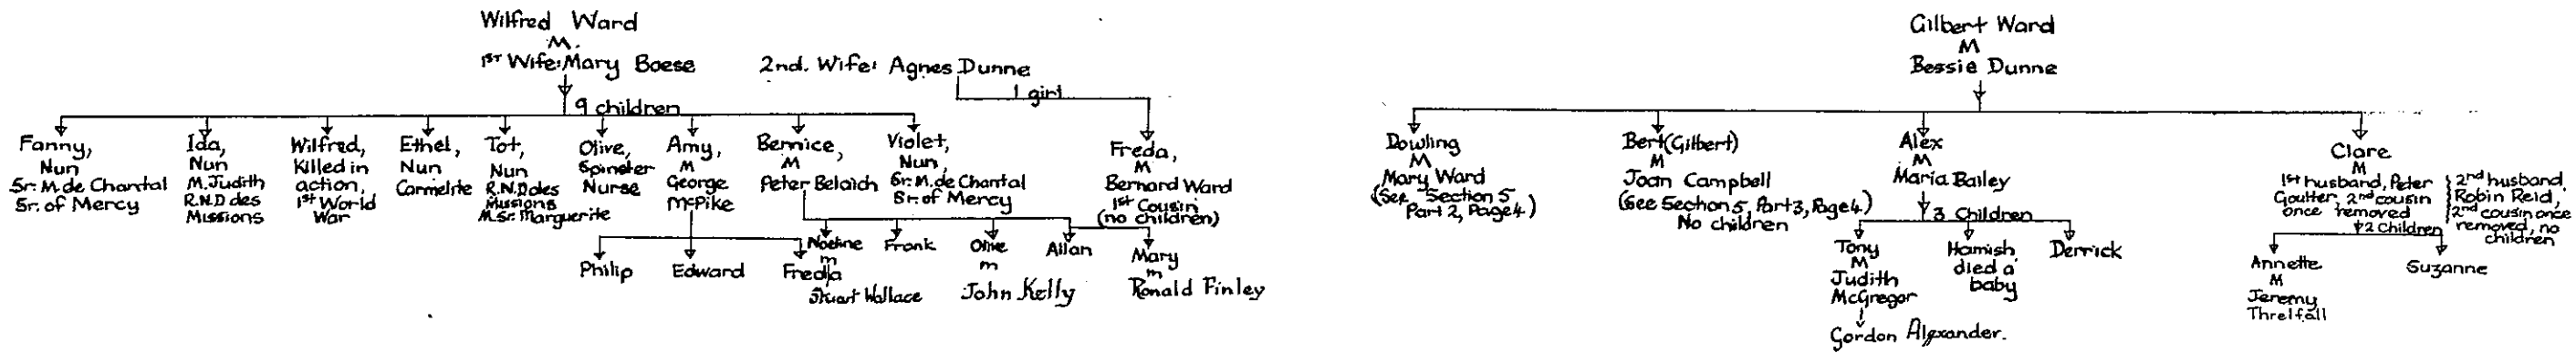 Wilfred Ward
M.
1ST Wife: Mary Boese
2nd. Wife: Agnes Dunne
9 children
1 girl
Fanny,
Nun
Sr. M. de Chantal
Sr. of Mercy
Ida,
Nun
M. Judith
R.N.D des
Missions
Wilfred,
Killed in
action,
1st World
War
Ethel,
Nun
Carmelite
Tot,
Nun
R.N.D des
Missions
M. Sr. Marguerite
Olive,
Spinster
Nurse
Amy,
M
George
McPike
Bernice,
M
Peter Belaich
Violet,
Nun
Sr. M. de Chantal
Sr. of Mercy
Freda,
M
Bernard Ward
1st Cousin
(no children)
Philip
Edward
Freda
Noeline
m
Stuart Wallace
Frank
Olive
m
John Kelly
Allan
Mary
m
Ronald Finley
Gilbert Ward
M
Bessie Dunne
Dowling
M
Mary Ward
(See Section 5
Part 2, Page 4)
Bert (Gilbert)
M
Joan Campbell
(See Section 5, Part 3, Page 4)
No children
Alex
M
Maria Bailey
3 Children
Tony
M
Judith
McGregor
Gordon Alexander.
Hamish
died a
baby
Derrick
Clare
M
1st husband, Peter
Goulter, 2nd cousin
once removed
2 children
2nd husband,
Robin Reid,
2nd cousin once
removed, no
children
Annette
M
Jeremy
Threlfall
Suzanne